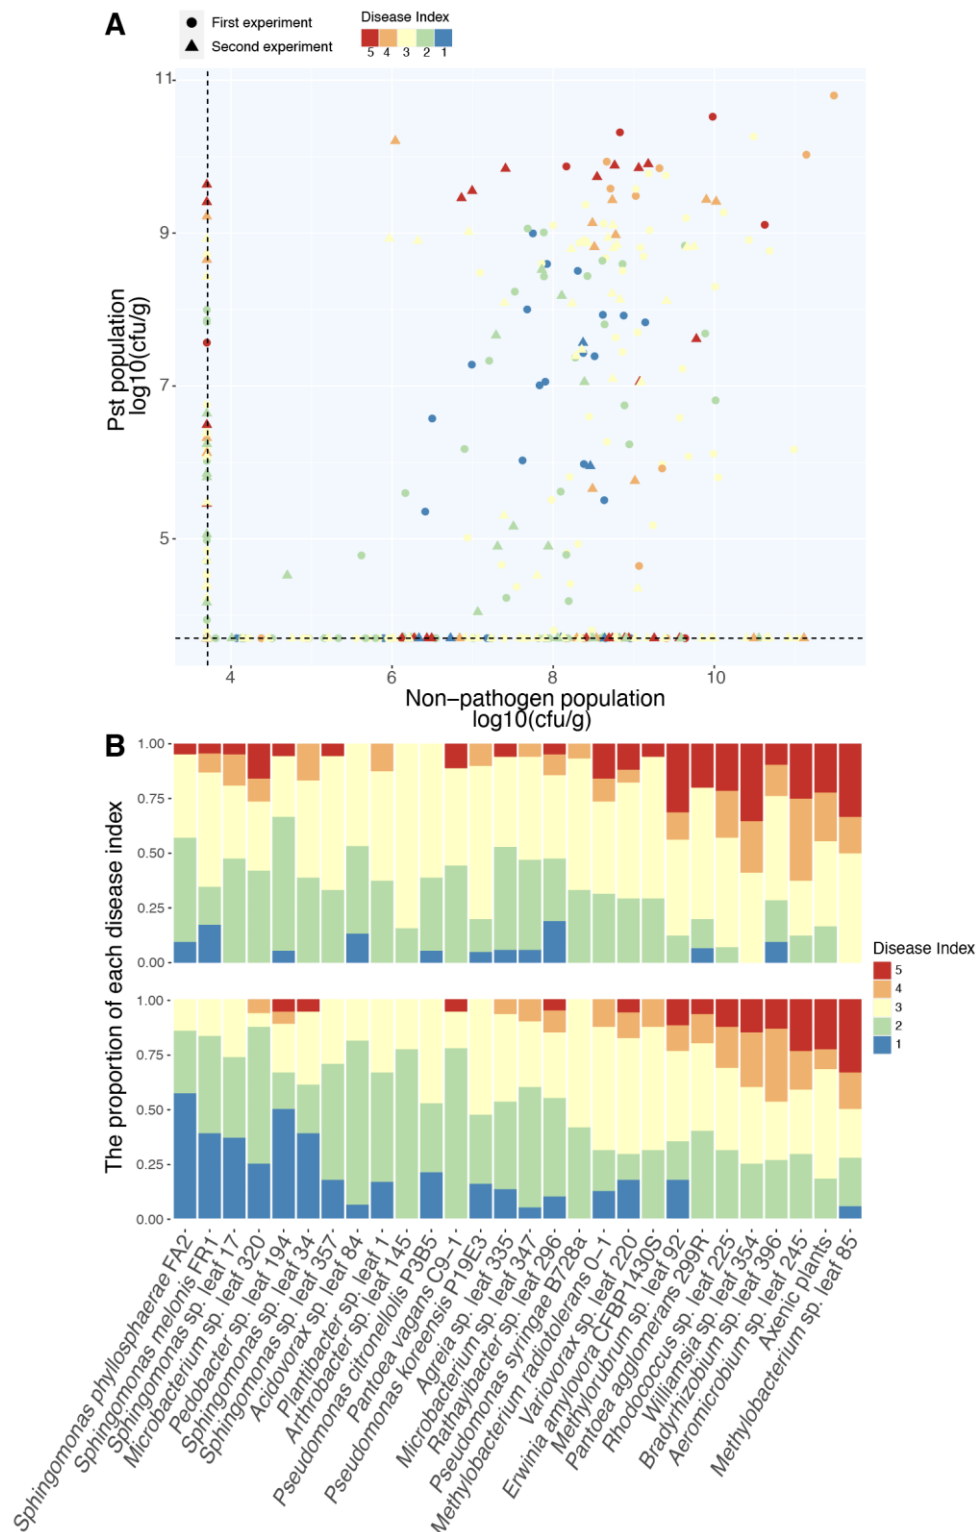 A
First experiment
Second experiment
Disease Index
5 4 3 2 1
11
9
7
5
Pst population
log10(cfu/g)
4 6 8 10
Non−pathogen population
log10(cfu/g)
B
1.00
0.75
0.50
0.25
0.00
1.00
0.75
0.50
0.25
0.00
The proportion of each disease index
Disease Index
5
4
3
2
1
Sphingomonas phyllosphaerae FA2
Sphingomonas melonis FR1
Sphingomonas sp. leaf 17
Sphingobacterium sp. leaf 320
Microbacterium sp. leaf 194
Pedobacter sp. leaf 34
Sphingomonas sp. leaf 357
Sphingomonas sp. leaf 84
Acidovorax sp. leaf 84
Plantibacter sp. leaf 1
Arthrobacter sp. leaf 145
Pseudomonas citronellolis P3B5
Pantoea vagans C9−1
Pseudomonas koreensis P19E3
Agreia sp. leaf 335
Microbacterium sp. leaf 347
Rathayibacter sp. leaf 296
Pseudomonas syringae B728a
Methylobacterium radiotolerans 0−1
Variovorax sp. leaf 220
Erwinia amylovora CFBP1430S
Methylorubrum sp. leaf 92
Pantoea agglomerans 299R
Rhodococcus sp. leaf 225
Williamsia sp. leaf 354
Bradyrhizobium sp. leaf 396
Aeromicrobium sp. leaf 245
Axenic plants
Methylobacterium sp. leaf 85